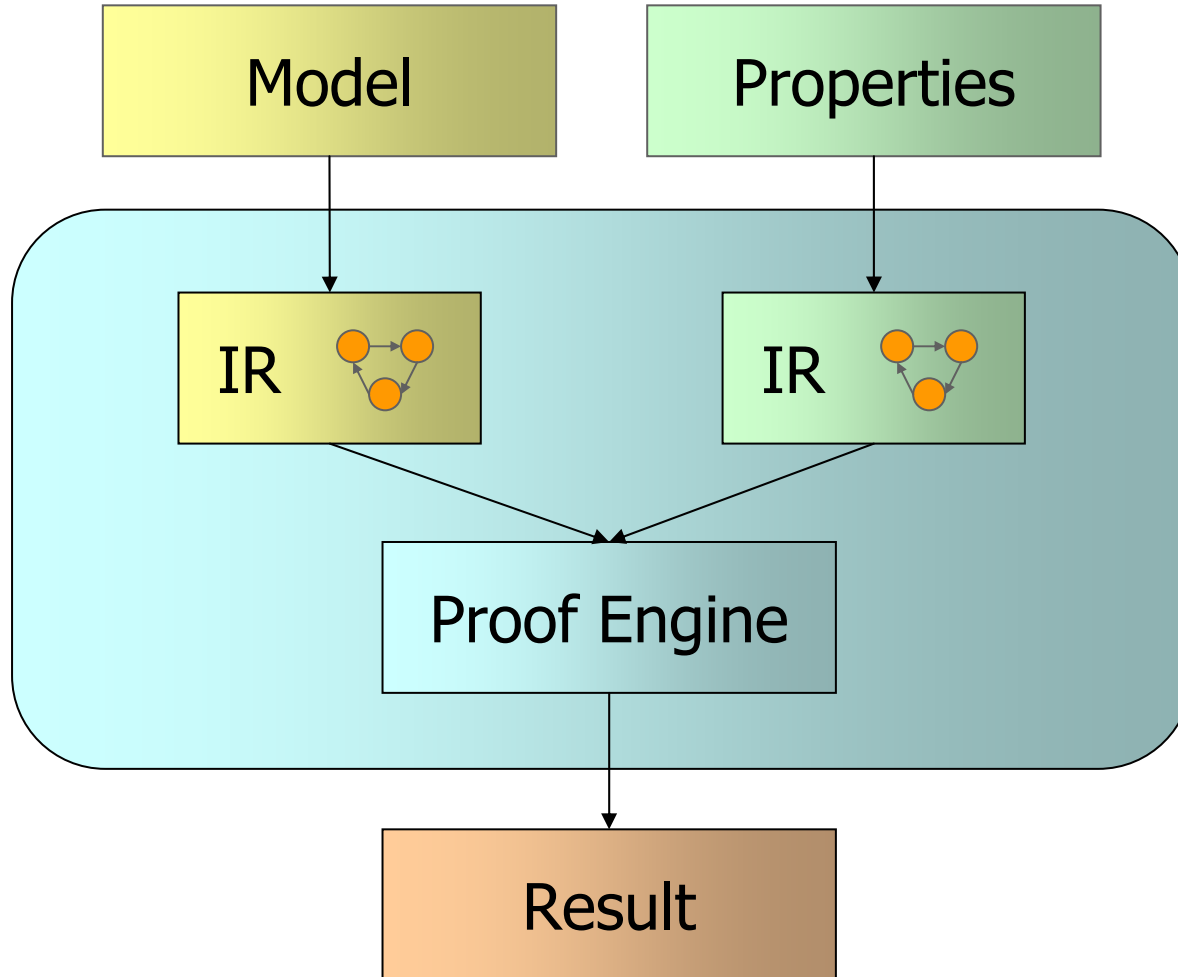 Model
Properties
IR
IR
Proof Engine
Result